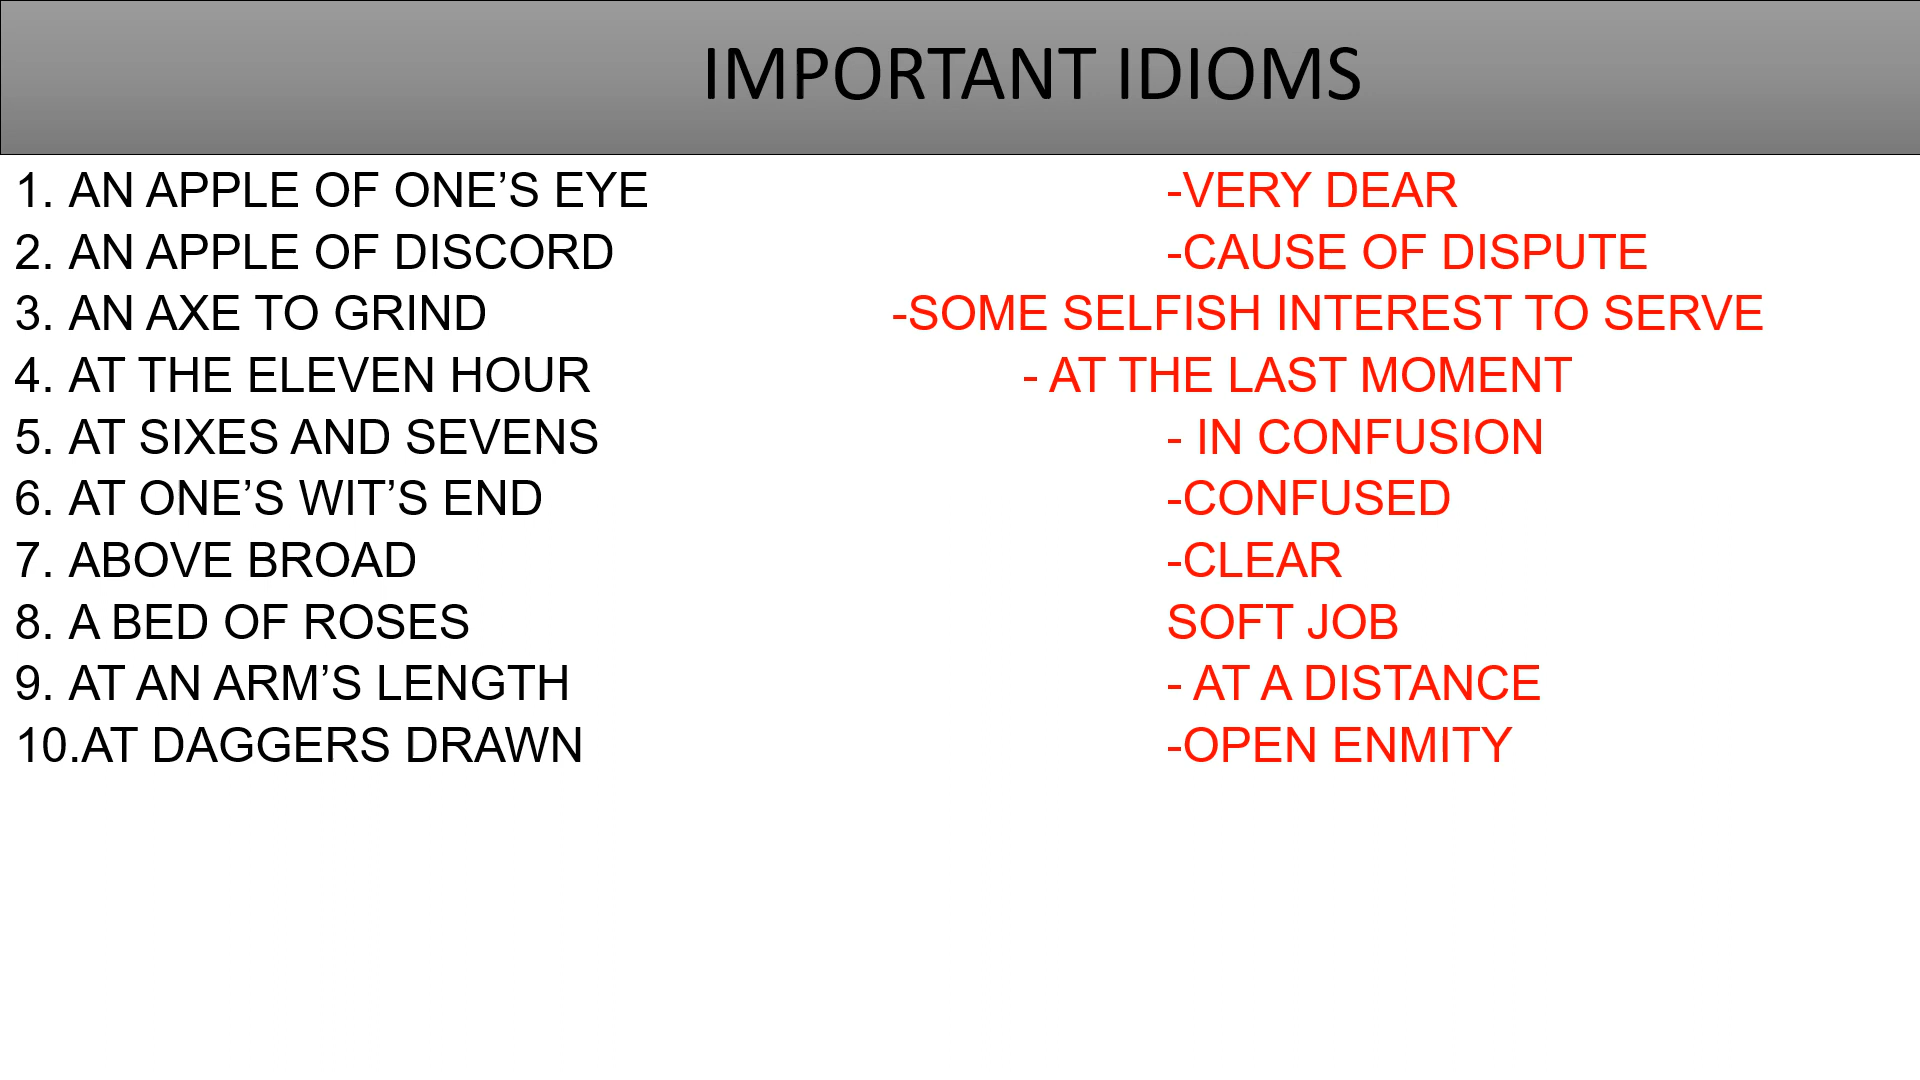 IMPORTANT IDIOMS
1. AN APPLE OF ONE’S EYE -VERY DEAR
2. AN APPLE OF DISCORD -CAUSE OF DISPUTE
3. AN AXE TO GRIND -SOME SELFISH INTEREST TO SERVE
4. AT THE ELEVEN HOUR - AT THE LAST MOMENT
5. AT SIXES AND SEVENS - IN CONFUSION
6. AT ONE’S WIT’S END -CONFUSED
7. ABOVE BROAD -CLEAR
8. A BED OF ROSES SOFT JOB
9. AT AN ARM’S LENGTH - AT A DISTANCE
10.AT DAGGERS DRAWN -OPEN ENMITY